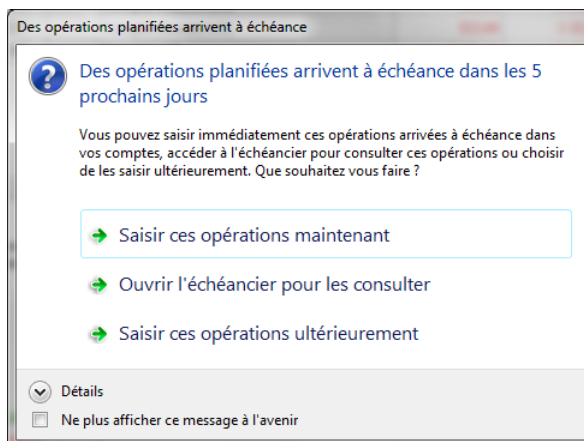 Des opérations planifiées arrivent à échéance
Des opérations planifiées arrivent à échéance dans les 5
prochains jours
Vous pouvez saisir immédiatement ces opérations arrivées à échéance dans
vos comptes, accéder à l'échéancier pour consulter ces opérations ou choisir
de les saisir ultérieurement. Que souhaitez vous faire ?
Saisir ces opérations maintenant
Ouvrir l'échéancier pour les consulter
Saisir ces opérations ultérieurement
Détails
Ne plus afficher ce message à l'avenir